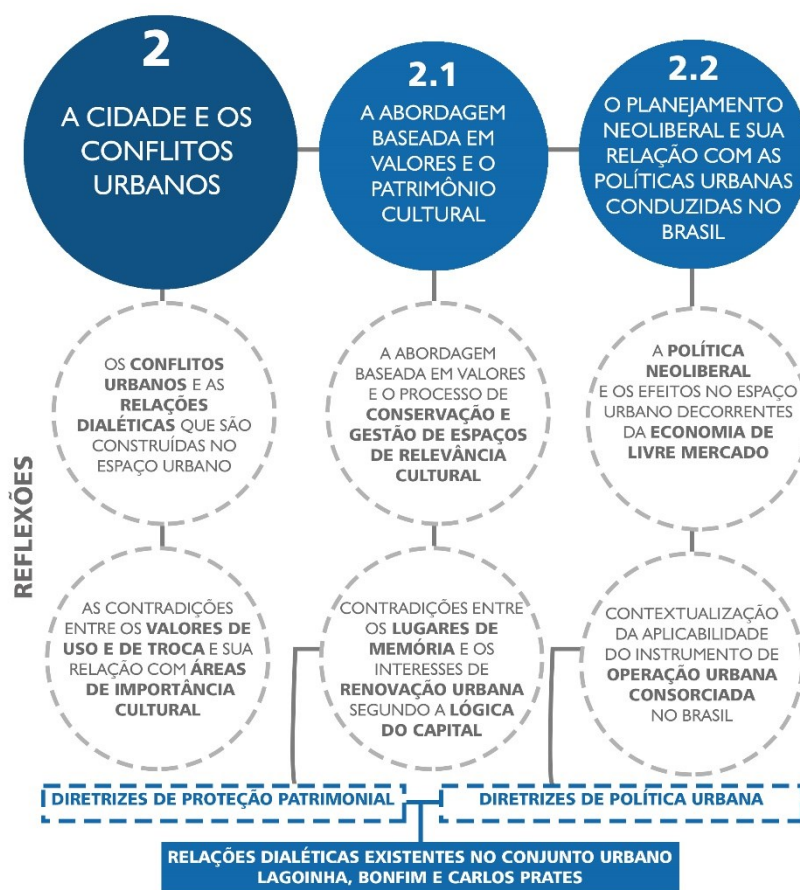 2
A CIDADE E OS
CONFLITOS
URBANOS
2.1
A ABORDAGEM
BASEADA EM
VALORES E O
PATRIMÔNIO
CULTURAL
2.2
O PLANEJAMENTO
NEOLIBERAL E SUA
RELAÇÃO COM AS
POLÍTICAS URBANAS
CONDUZIDAS NO
BRASIL
REFLEXÕES
OS CONFLITOS
URBANOS E AS
RELAÇÕES
DIALÉTICAS QUE SÃO
CONSTRUÍDAS NO
ESPAÇO URBANO
A ABORDAGEM
BASEADA EM VALORES
E O PROCESSO DE
CONSERVAÇÃO E
GESTÃO DE ESPAÇOS
DE RELEVÂNCIA
CULTURAL
A POLÍTICA
NEOLIBERAL
E OS EFEITOS NO ESPAÇO
URBANO DECORRENTES
DA ECONOMIA DE
LIVRE MERCADO
AS CONTRADIÇÕES
ENTRE OS VALORES DE
USO E DE TROCA E SUA
RELAÇÃO COM ÁREAS
DE IMPORTÂNCIA
CULTURAL
CONTRADIÇÕES ENTRE
OS LUGARES DE
MEMÓRIA E OS
INTERESSES DE
RENOVAÇÃO URBANA
SEGUNDO A LÓGICA
DO CAPITAL
CONTEXTUALIZAÇÃO
DA APLICABILIDADE
DO INSTRUMENTO DE
OPERAÇÃO URBANA
CONSORCIADA
NO BRASIL
DIRETRIZES DE PROTEÇÃO PATRIMONIAL
DIRETRIZES DE POLÍTICA URBANA
RELAÇÕES DIALÉTICAS EXISTENTES NO CONJUNTO URBANO
LAGOINHA, BONFIM E CARLOS PRATES